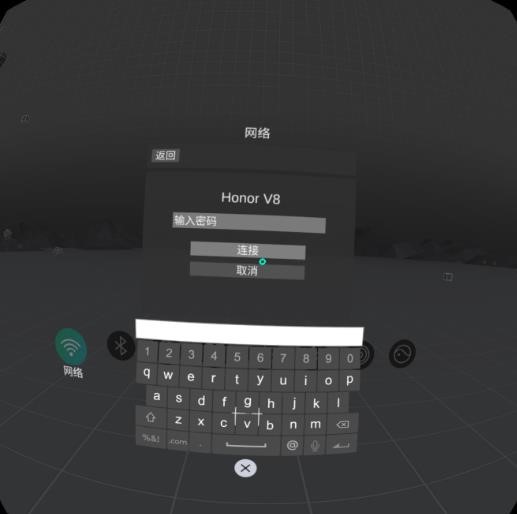 网络
返回
Honor V8
输入密码
连接
取消
网络
1 2 3 4 5 6 7 8 9 0
q w e r t y u i o p
a s d f g h j k l
z x c v b n m
%&! .com . @